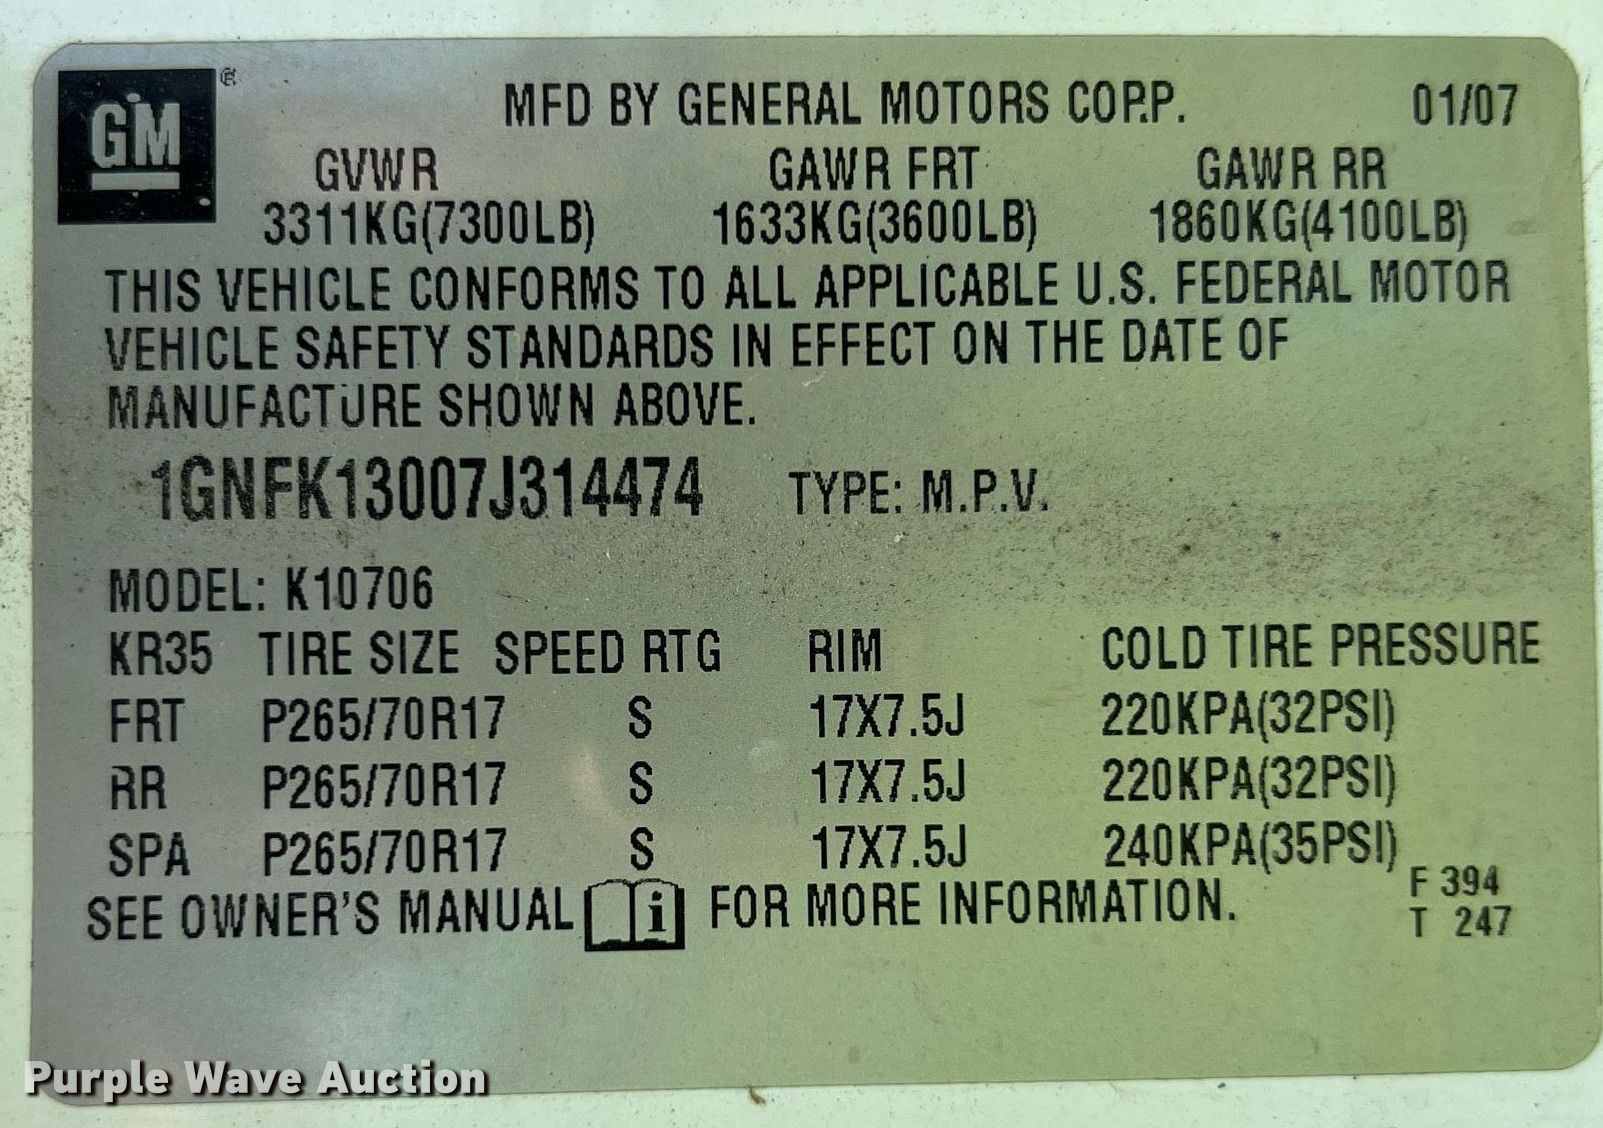 GM ®
MFD BY GENERAL MOTORS CORP. 01/07
GVWR GAWR FRT GAWR RR
3311KG(7300LB) 1633KG(3600LB) 1860KG(4100LB)
THIS VEHICLE CONFORMS TO ALL APPLICABLE U.S. FEDERAL MOTOR
VEHICLE SAFETY STANDARDS IN EFFECT ON THE DATE OF
MANUFACTURE SHOWN ABOVE.
1GNFK13007J314474 TYPE: M.P.V.
MODEL: K10706
KR35 TIRE SIZE SPEED RTG RIM COLD TIRE PRESSURE
FRT P265/70R17 S 17X7.5J 220KPA(32PSI)
RR P265/70R17 S 17X7.5J 220KPA(32PSI)
SPA P265/70R17 S 17X7.5J 240KPA(35PSI)
SEE OWNER'S MANUAL i FOR MORE INFORMATION.
F 394
T 247
Purple Wave Auction